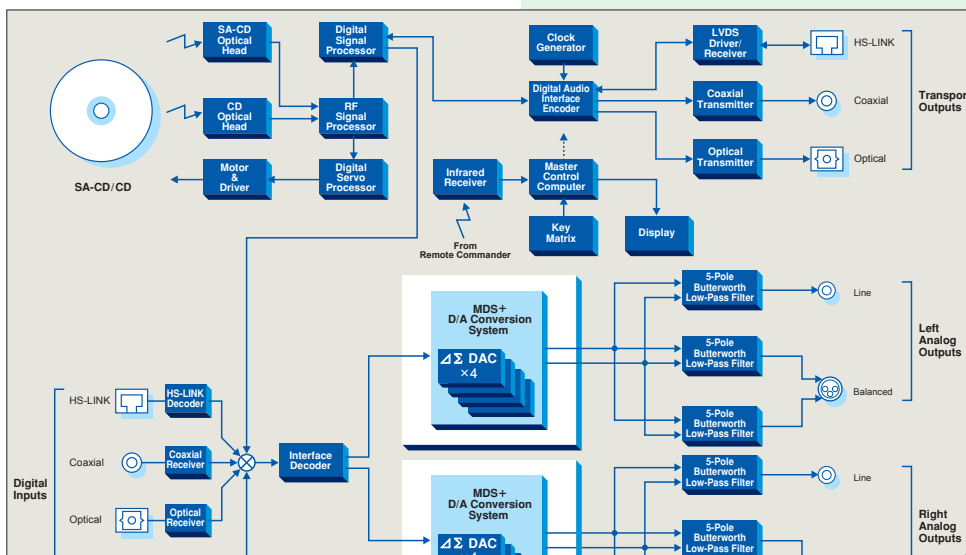 SA-CD
Optical
Head
Digital
Signal
Processor
Clock
Generator
LVDS
Driver/
Receiver
HS-LINK
CD
Optical
Head
RF
Signal
Processor
Digital Audio
Interface
Encoder
Coaxial
Transmitter
Coaxial
Outputs
Optical
Transmitter
Optical
SA-CD/CD
Motor
&
Driver
Digital
Servo
Processor
Infrared
Receiver
Master
Control
Computer
Key
Matrix
Display
From
Remote Commander
MDS+
D/A Conversion
System
⊿Σ DAC
×4
5-Pole
Butterworth
Low-Pass Filter
Line
5-Pole
Butterworth
Low-Pass Filter
Balanced
5-Pole
Butterworth
Low-Pass Filter
Left
Analog
Outputs
Digital
Inputs
HS-LINK
HS-LINK
Decoder
Coaxial
Coaxial
Receiver
Optical
Optical
Receiver
Interface
Decoder
MDS+
D/A Conversion
System
⊿Σ DAC
5-Pole
Butterworth
Low-Pass Filter
Line
5-Pole
Butterworth
Low-Pass Filter
Right
Analog
Outputs